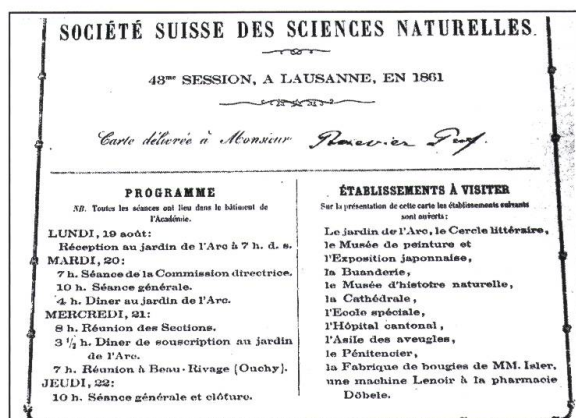 SOCIÉTÉ SUISSE DES SCIENCES NATURELLES.
43me SESSION, A LAUSANNE, EN 1861
Carte délivrée à Monsieur Renevier Prof.
PROGRAMME
NB. Toutes les séances ont lieu dans le bâtiment de
l'Académie.
LUNDI, 19 août:
Réception au jardin de l'Arc à 7 h. d. s.
MARDI, 20:
7 h. Séance de la Commission directrice.
10 h. Séance générale.
4 h. Diner au jardin de l'Arc.
MERCREDI, 21:
8 h. Réunion des Sections.
3 1/2 h. Diner de souscription au jardin
de l'Arc.
7 h. Réunion à Beau-Rivage (Ouchy).
JEUDI, 22:
10 h. Séance générale et clôture.
ÉTABLISSEMENTS À VISITER
Sur la présentation de cette carte les établissements suivants
sont ouverts:
Le jardin de l'Arc, le Cercle littéraire,
le Musée de peinture et
l'Exposition japonnaise,
la Buanderie,
le Musée d'histoire naturelle,
la Cathédrale,
l'Ecole spéciale,
l'Hôpital cantonal,
l'Asile des aveugles,
le Pénitencier,
la Fabrique de bougies de MM. Isler,
une machine Lenoir à la pharmacie
Döbele.